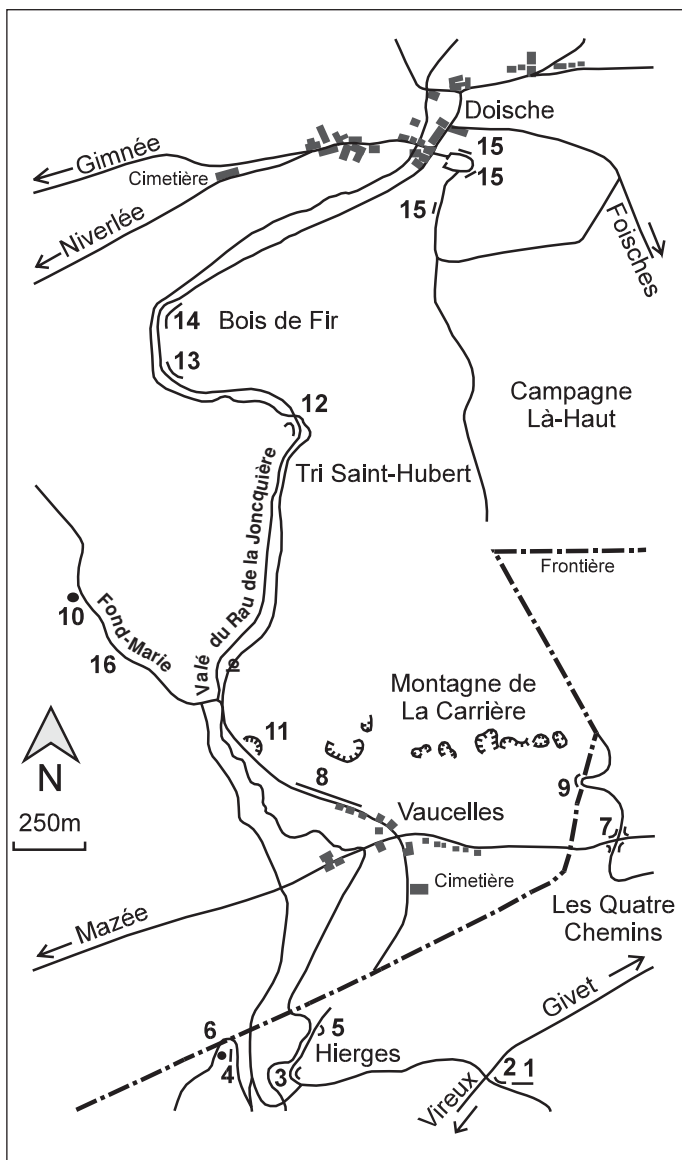 Doische
Gimnée
Cimetière
15
15
Niverlée
15
Foisches
14
Bois de Fir
13
12
Campagne
Là-Haut
Tri Saint-Hubert
Valé du Rau de la Joncquière
Frontière
10
Fond-Marie
16
Montagne de
La Carrière
11
N
8
9
250m
Vaucelles
7
Cimetière
Les Quatre
Chemins
Mazée
Givet
6
5
Hierges
4
3
2 1
Vireux